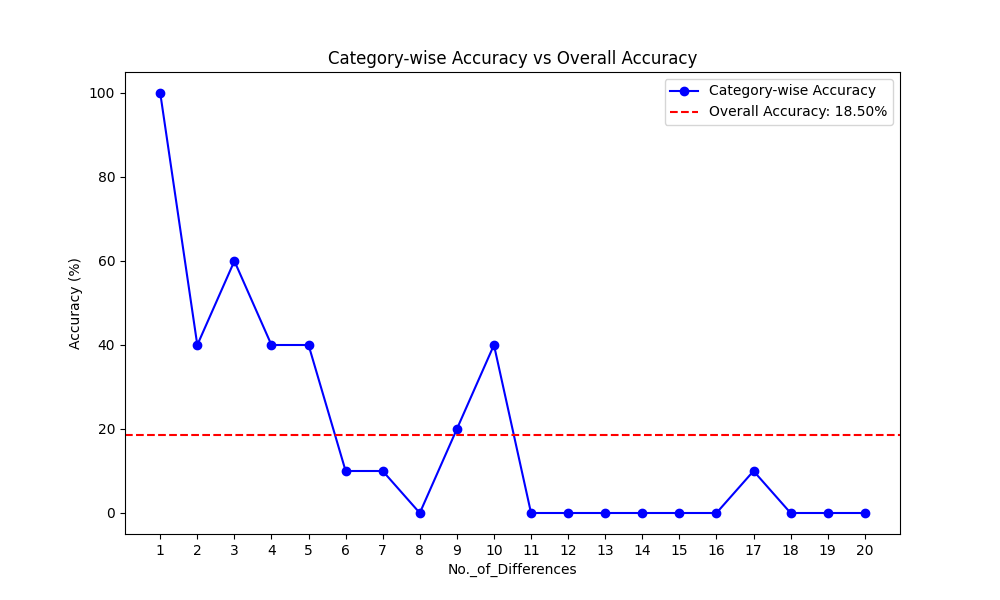 Category-wise Accuracy vs Overall Accuracy
Category-wise Accuracy
Overall Accuracy: 18.50%
Accuracy (%)
100
80
60
40
20
0
1 2 3 4 5 6 7 8 9 10 11 12 13 14 15 16 17 18 19 20
No._of_Differences